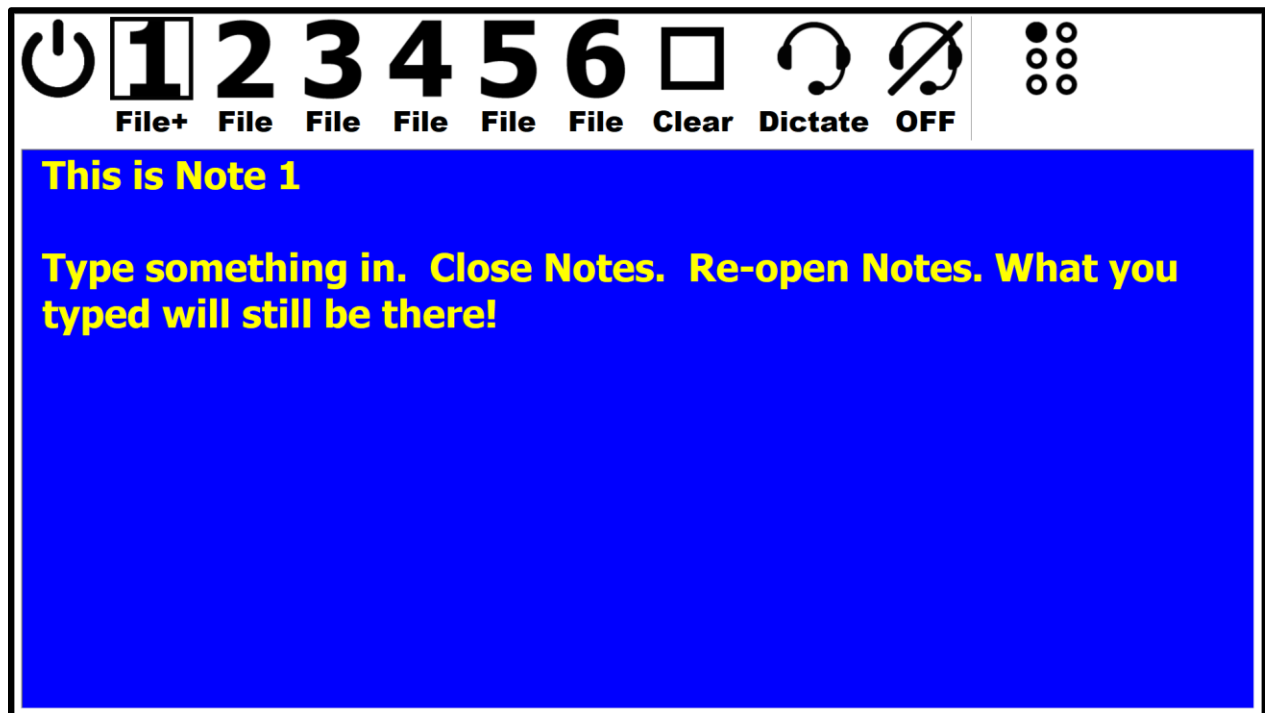 1 2 3 4 5 6
File+ File File File File File Clear Dictate OFF
This is Note 1
Type something in.  Close Notes.  Re-open Notes. What you
typed will still be there!